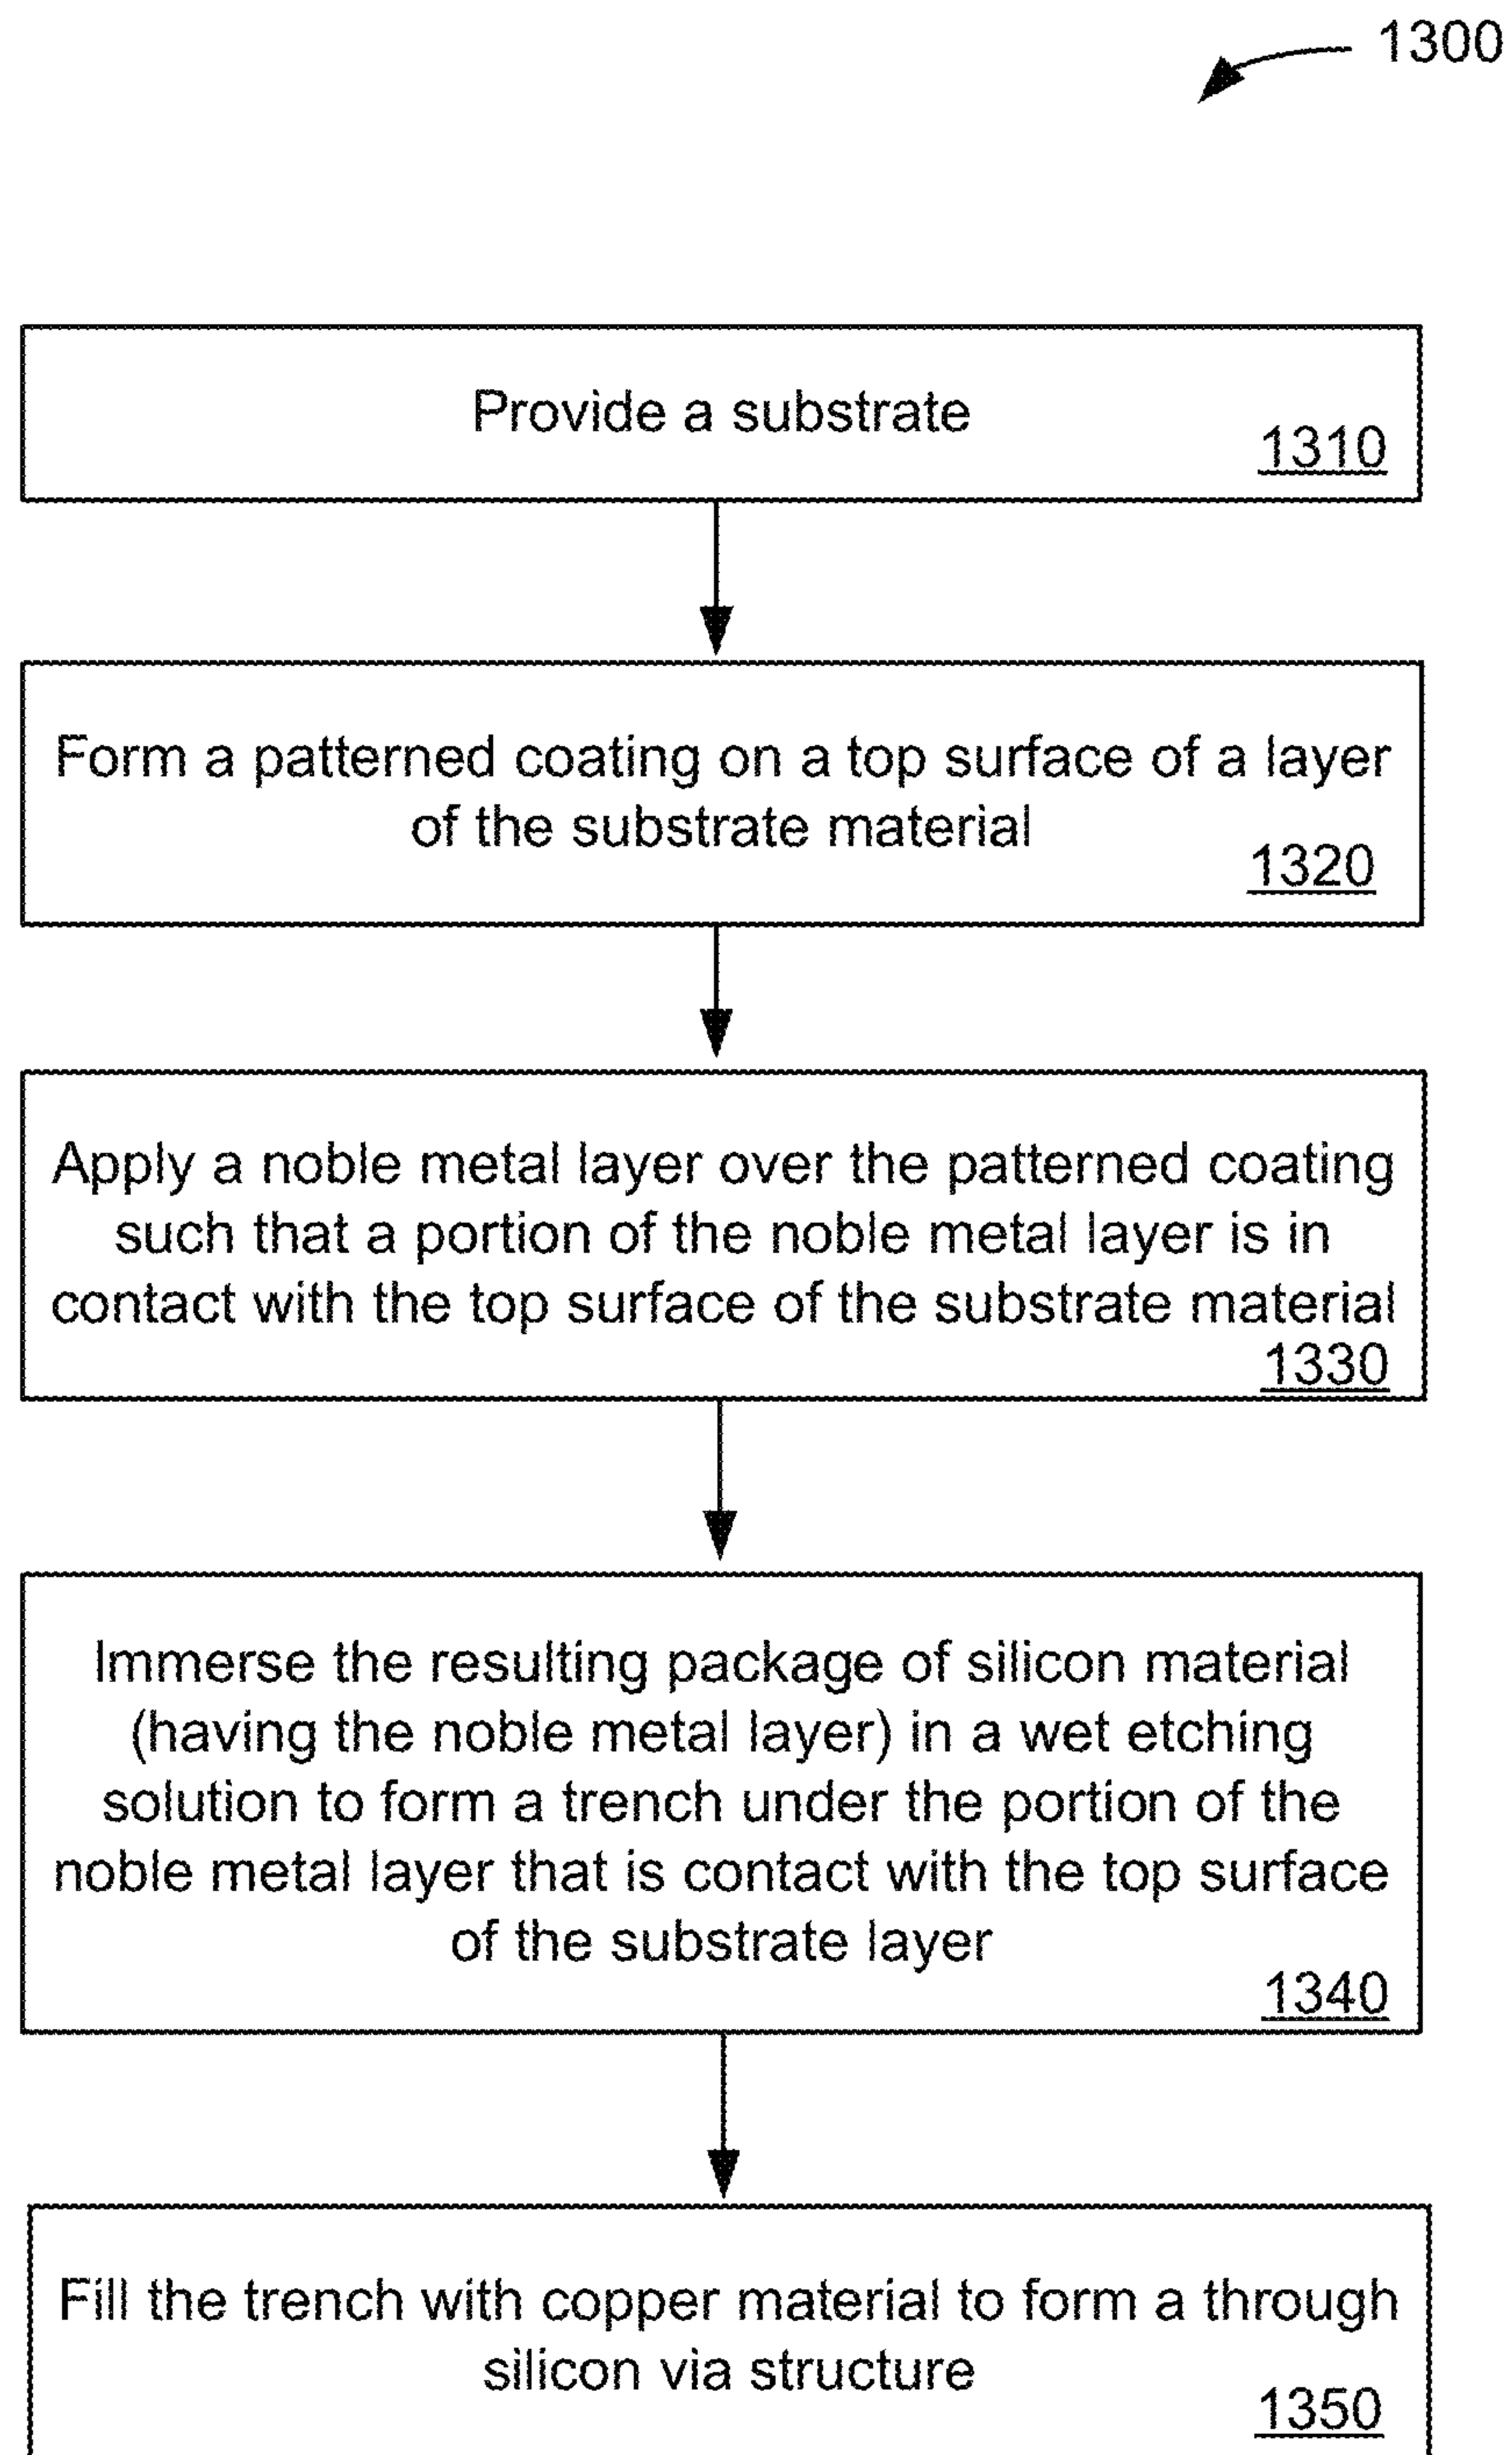 1300
Provide a substrate
1310
Form a patterned coating on a top surface of a layer
of the substrate material
1320
Apply a noble metal layer over the patterned coating
such that a portion of the noble metal layer is in
contact with the top surface of the substrate material
1330
Immerse the resulting package of silicon material
(having the noble metal layer) in a wet etching
solution to form a trench under the portion of the
noble metal layer that is contact with the top surface
of the substrate layer
1340
Fill the trench with copper material to form a through
silicon via structure
1350